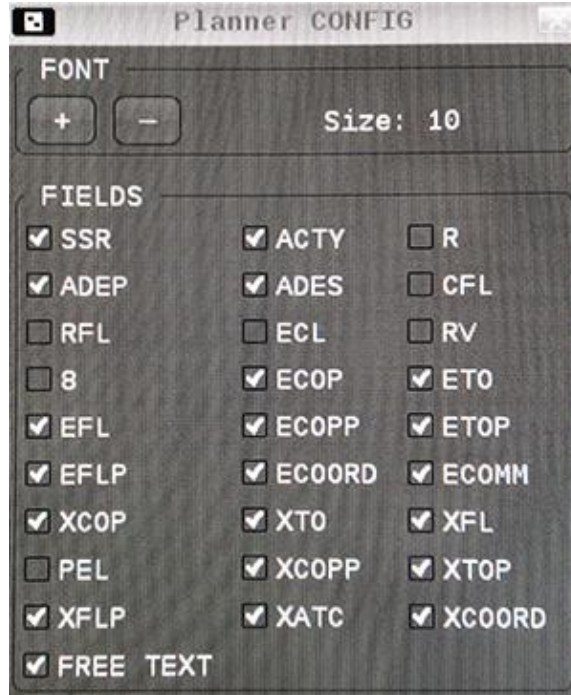 Planner CONFIG
FONT
+ - Size: 10
FIELDS
SSR ACTY R
ADEP ADES CFL
RFL ECL RV
8 ECOP ETO
EFL ECOPP ETOP
EFLP ECOORD ECOMM
XCOP XTO XFL
PEL XCOPP XTOP
XFLP XATC XCOORD
FREE TEXT